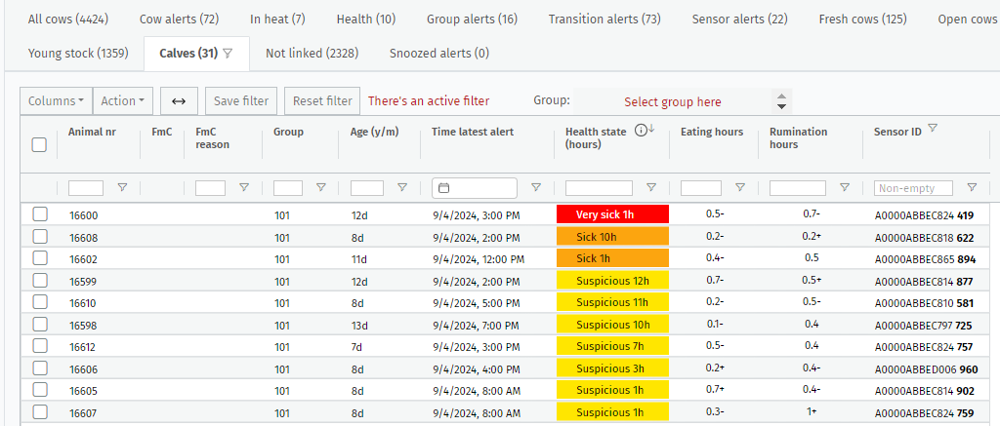 All cows (4424) Cow alerts (72) In heat (7) Health (10) Group alerts (16) Transition alerts (73) Sensor alerts (22) Fresh cows (125) Open cows
Young stock (1359) Calves (31) Not linked (2328) Snoozed alerts (0)
Columns Action Save filter Reset filter There's an active filter Group: Select group here
Animal nr FmC FmC reason Group Age (y/m) Time latest alert Health state (hours) Eating hours Rumination hours Sensor ID
Non-empty
16600 101 12d 9/4/2024, 3:00 PM Very sick 1h 0.5- 0.7- A0000ABBEC824 419
16608 101 8d 9/4/2024, 2:00 PM Sick 10h 0.2- 0.2+ A0000ABBEC818 622
16602 101 11d 9/4/2024, 12:00 PM Sick 1h 0.4- 0.5 A0000ABBEC865 894
16599 101 12d 9/4/2024, 2:00 PM Suspicious 12h 0.7- 0.5+ A0000ABBEC814 877
16610 101 8d 9/4/2024, 5:00 PM Suspicious 11h 0.2- 0.5- A0000ABBEC810 581
16598 101 13d 9/4/2024, 7:00 PM Suspicious 10h 0.1- 0.4 A0000ABBEC797 725
16612 101 7d 9/4/2024, 3:00 PM Suspicious 7h 0.5- 0.4 A0000ABBEC824 757
16606 101 8d 9/4/2024, 4:00 PM Suspicious 3h 0.2+ 0.4- A0000ABBED006 960
16605 101 8d 9/4/2024, 8:00 AM Suspicious 1h 0.7+ 0.4- A0000ABBEC814 902
16607 101 8d 9/4/2024, 8:00 AM Suspicious 1h 0.3- 1+ A0000ABBEC824 759